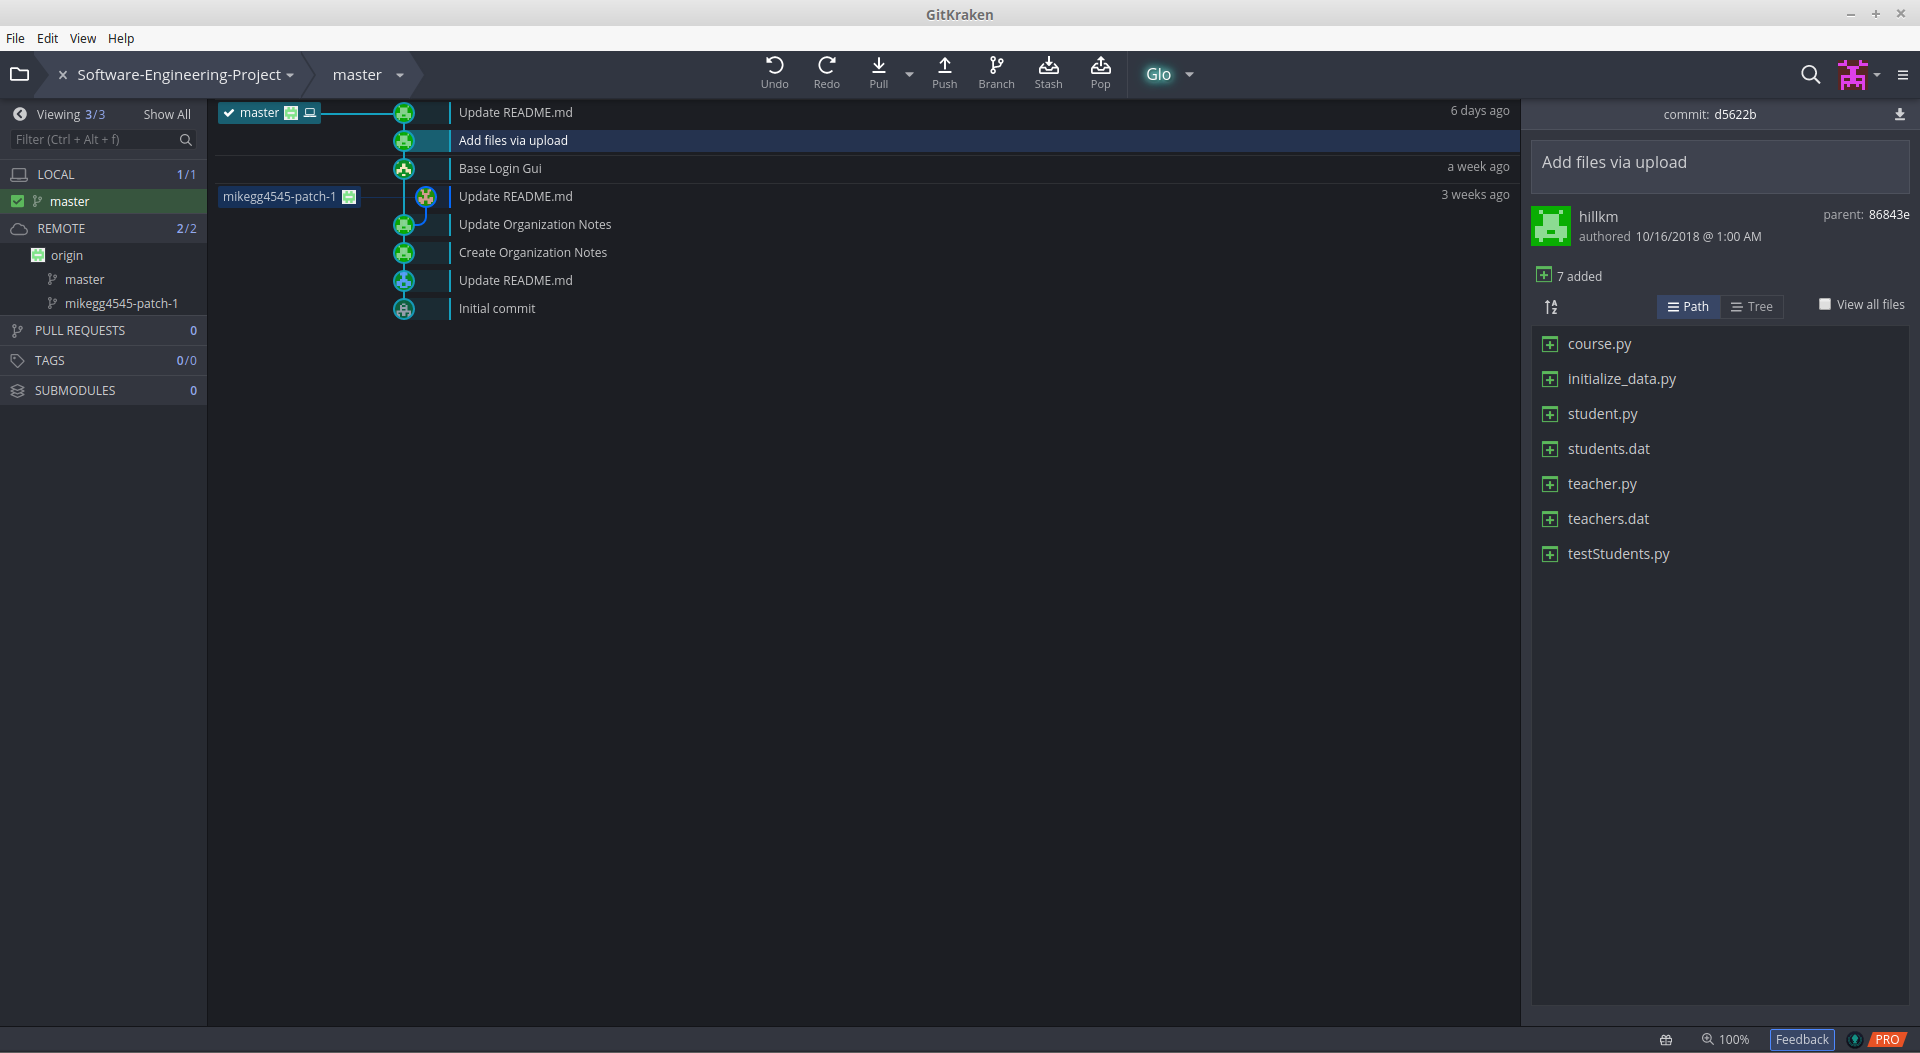 GitKraken
File Edit View Help
Software-Engineering-Project
master
Undo Redo Pull Push Branch Stash Pop
Glo
Viewing 3/3 Show All
Filter (Ctrl + Alt + f)
LOCAL 1/1
master
REMOTE 2/2
origin
master
mikegg4545-patch-1
PULL REQUESTS 0
TAGS 0/0
SUBMODULES 0
master Update README.md 6 days ago
Add files via upload
Base Login Gui a week ago
mikegg4545-patch-1 Update README.md 3 weeks ago
Update Organization Notes
Create Organization Notes
Update README.md
Initial commit
commit: d5622b
Add files via upload
hillkm parent: 86843e
authored 10/16/2018 @ 1:00 AM
7 added
A Z Path Tree View all files
course.py
initialize_data.py
student.py
students.dat
teacher.py
teachers.dat
testStudents.py
100% Feedback PRO